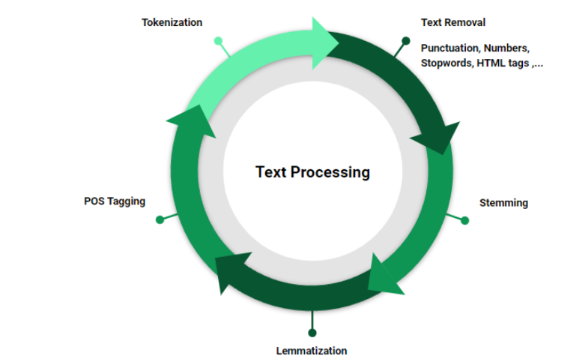 Tokenization
Text Removal
Punctuation, Numbers,
Stopwords, HTML tags ,...
Text Processing
POS Tagging
Stemming
Lemmatization